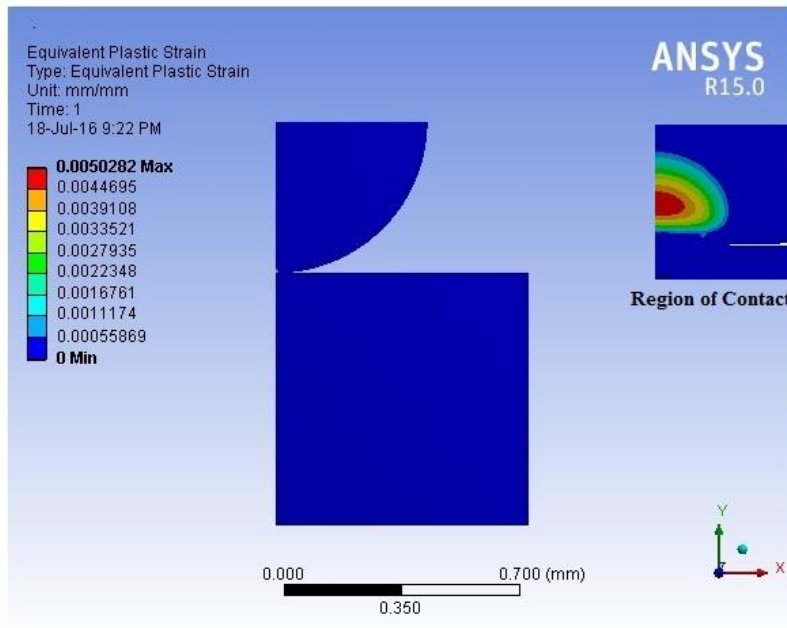 Equivalent Plastic Strain
Type: Equivalent Plastic Strain
Unit: mm/mm
Time: 1
18-Jul-16 9:22 PM
ANSYS
R15.0
0.0050282 Max
0.0044695
0.0039108
0.0033521
0.0027935
0.0022348
0.0016761
0.0011174
0.00055869
0 Min
Region of Contact
Y
X
0.000
0.700 (mm)
0.350